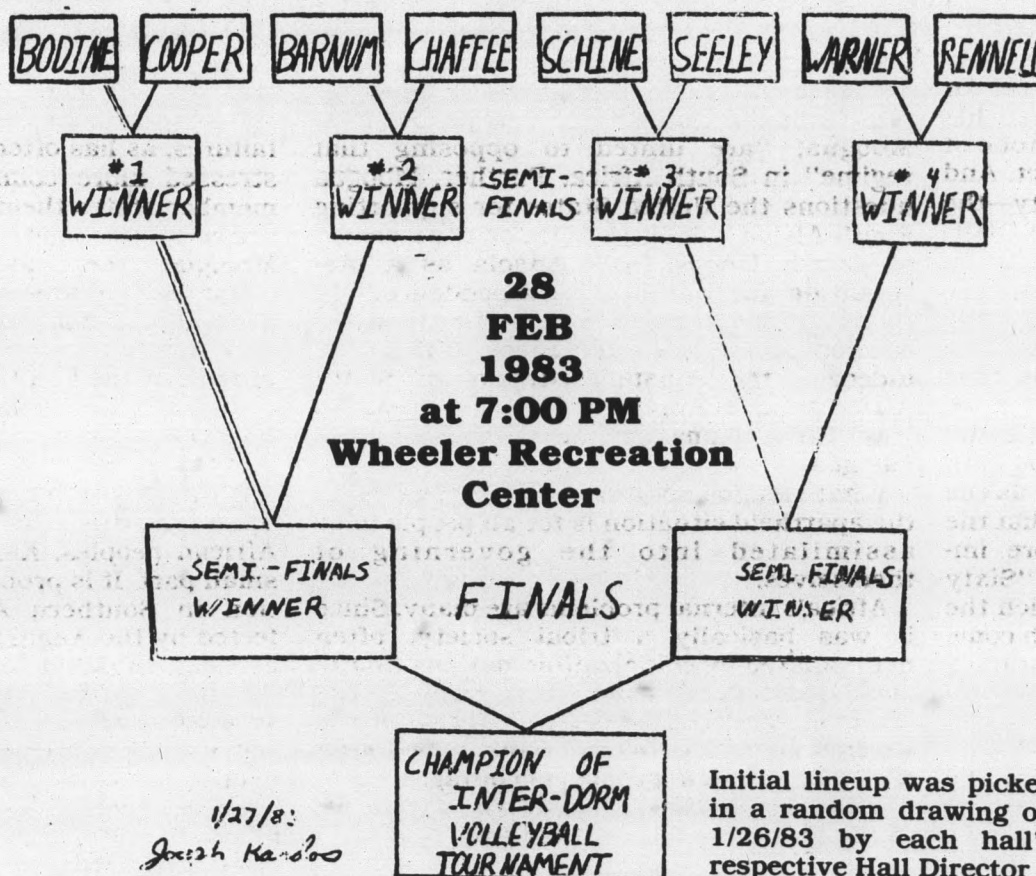 BODINE COOPER BARNUM CHAFFEE SCHINE SEELEY WARNER RENNELL
#1 WINNER
#2 WINNER
SEMI-FINALS
#3 WINNER
#4 WINNER
28
FEB
1983
at 7:00 PM
Wheeler Recreation
Center
SEMI-FINALS
WINNER
FINALS
SEMI FINALS
WINNER
CHAMPION OF
INTER-DORM
VOLLEYBALL
TOURNAMENT
1/27/8
Initial lineup was picke
in a random drawing o
1/26/83 by each hall'
respective Hall Director